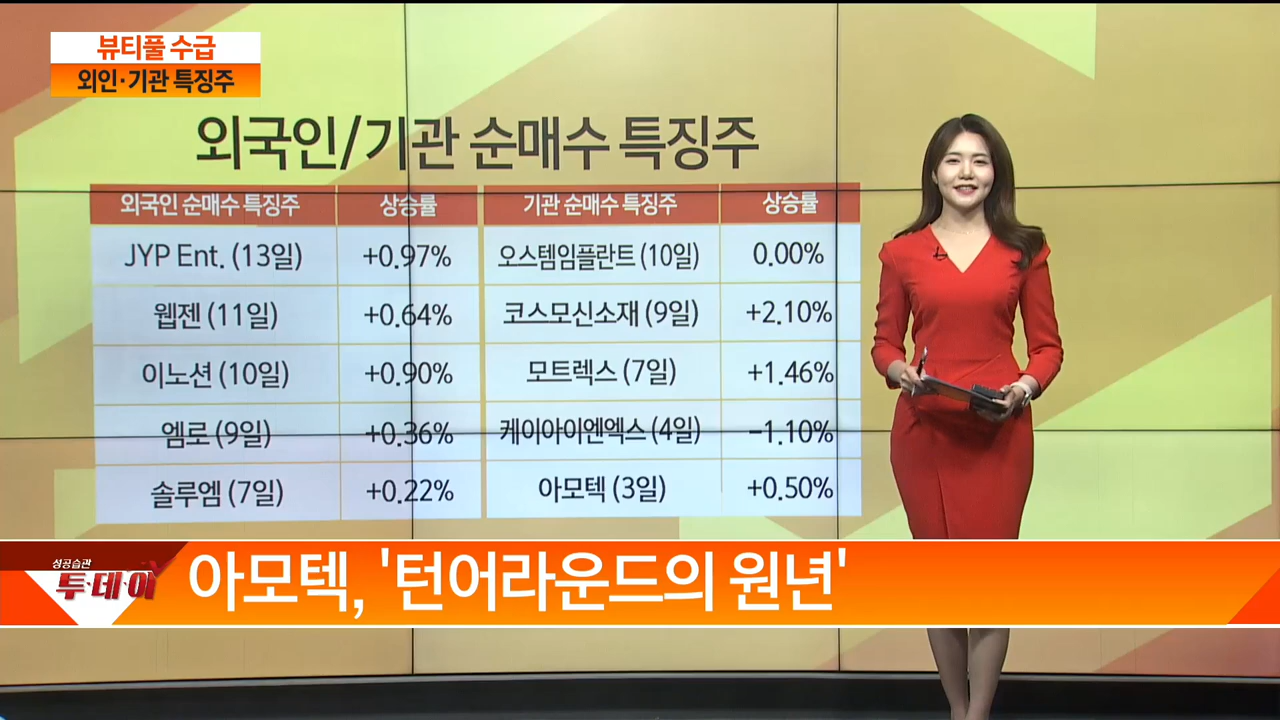 뷰티풀 수급
외인·기관 특징주
외국인/기관 순매수 특징주
외국인 순매수 특징주 상승률 기관 순매수 특징주 상승률
JYP Ent. (13일) +0.97% 오스템임플란트 (10일) 0.00%
웹젠 (11일) +0.64% 코스모신소재 (9일) +2.10%
이노션 (10일) +0.90% 모트렉스 (7일) +1.46%
엠로 (9일) +0.36% 케이아이엔엑스 (4일) -1.10%
솔루엠 (7일) +0.22% 아모텍 (3일) +0.50%
성공습관
투·데이
아모텍, '턴어라운드의 원년'